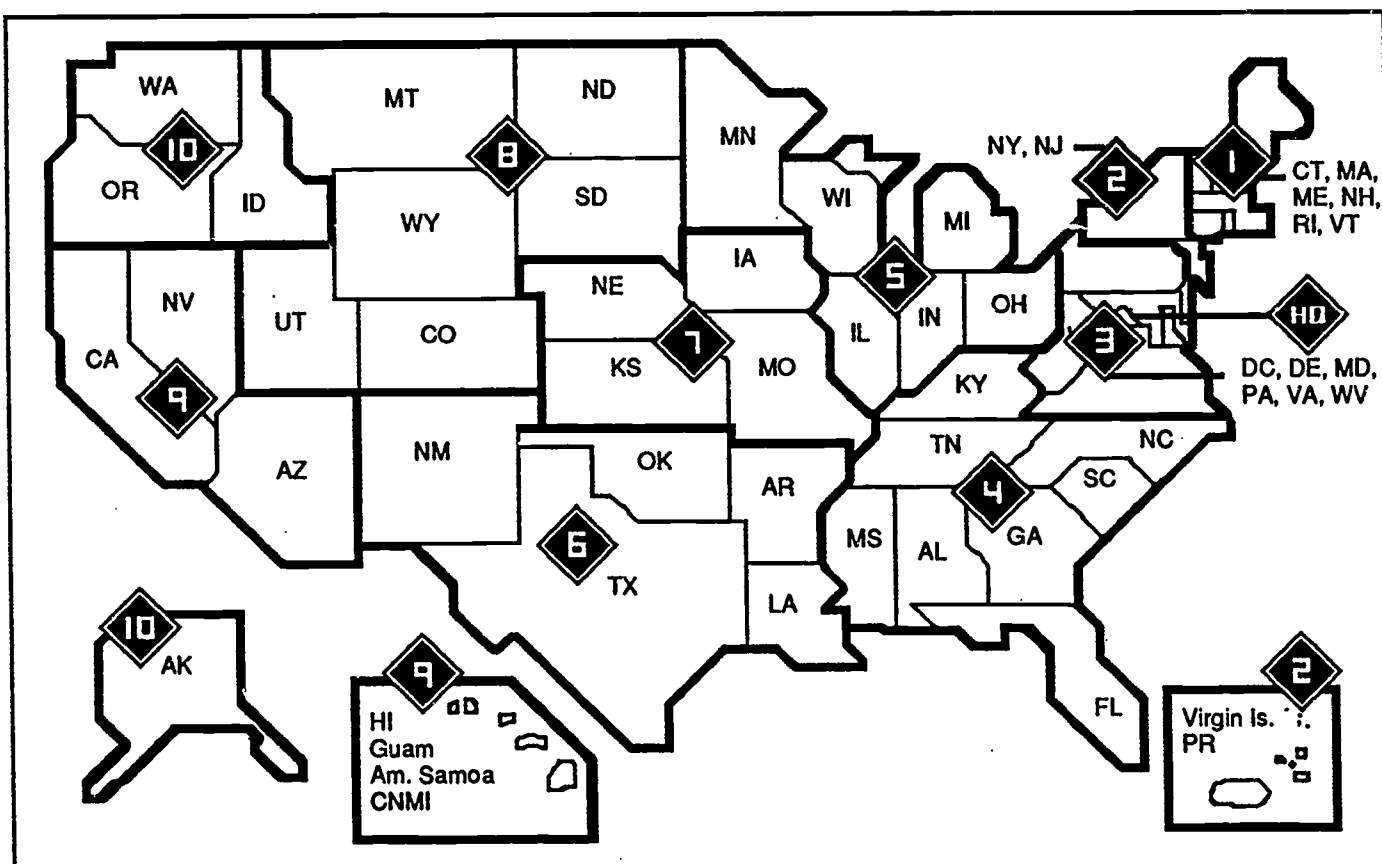 WA
MT
ND
MN
10
8
NY, NJ
2
1
OR
ID
WY
SD
WI
MI
CT, MA,
ME, NH,
RI, VT
NV
UT
NE
IA
5
IL
IN
OH
HQ
CA
CO
7
KS
MO
3
DC, DE, MD,
PA, VA, WV
9
KY
AZ
NM
OK
AR
TN
NC
SC
4
6
TX
LA
MS
AL
GA
FL
10
AK
9
HI
Guam
Am. Samoa
CNMI
2
Virgin Is.
PR